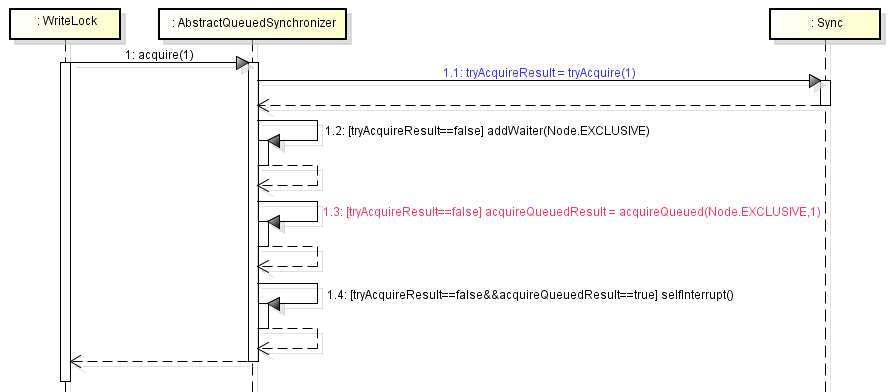 : WriteLock
: AbstractQueuedSynchronizer
: Sync
1: acquire(1)
1.1: tryAcquireResult = tryAcquire(1)
1.2: [tryAcquireResult==false] addWaiter(Node.EXCLUSIVE)
1.3: [tryAcquireResult==false] acquireQueuedResult = acquireQueued(Node.EXCLUSIVE,1)
1.4: [tryAcquireResult==false&&acquireQueuedResult==true] selfInterrupt()